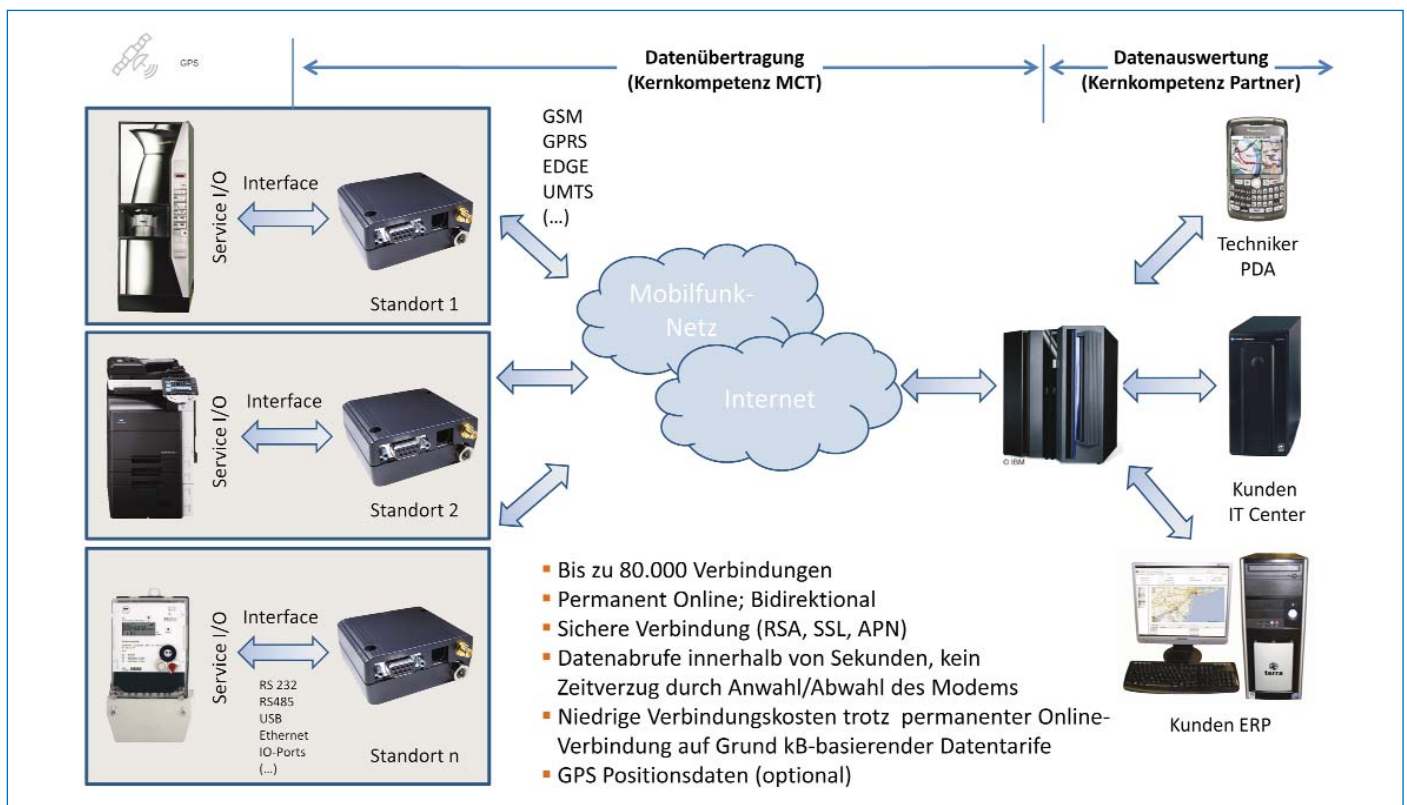 GPS
Datenübertragung
(Kernkompetenz MCT)
Datenauswertung
(Kernkompetenz Partner)
Service I/O
Interface
Standort 1
Service I/O
Interface
Standort 2
Service I/O
Interface
RS 232
RS485
USB
Ethernet
IO-Ports
(...)
Standort n
GSM
GPRS
EDGE
UMTS
(...)
Mobilfunk-
Netz
Internet
© IBM
Techniker
PDA
Kunden
IT Center
terra
Kunden ERP
▪ Bis zu 80.000 Verbindungen
▪ Permanent Online; Bidirektional
▪ Sichere Verbindung (RSA, SSL, APN)
▪ Datenabrufe innerhalb von Sekunden, kein
Zeitverzug durch Anwahl/Abwahl des Modems
▪ Niedrige Verbindungskosten trotz permanenter Online-
Verbindung auf Grund kB-basierender Datentarife
▪ GPS Positionsdaten (optional)